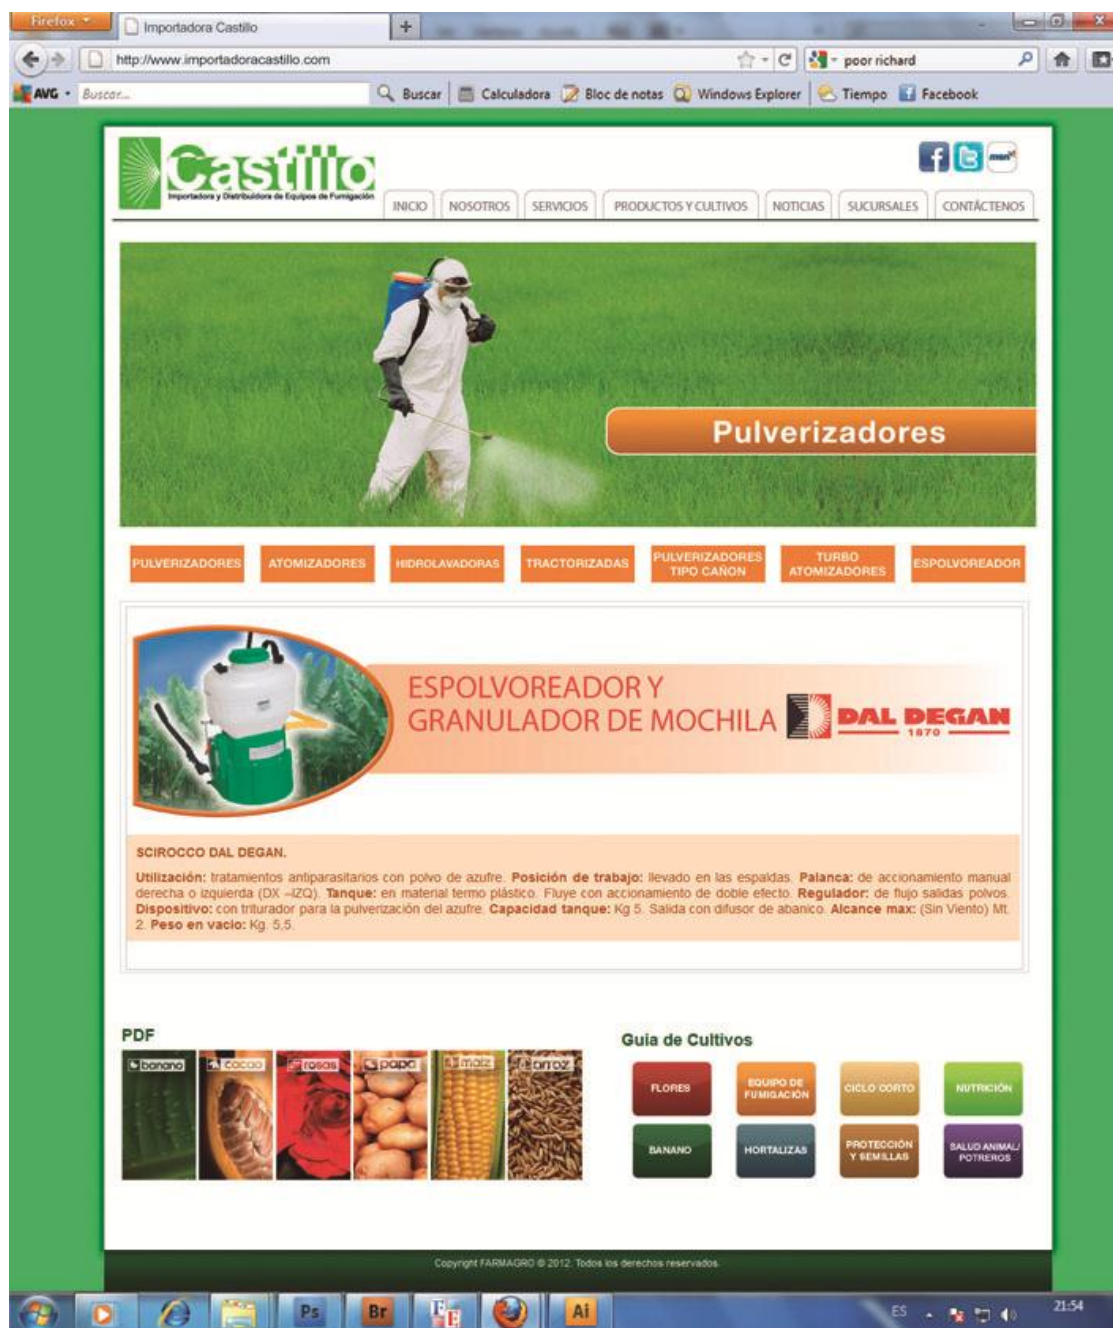 Firefox
Importadora Castillo
http://www.importadoracastillo.com
poor richard
AVG
Buscar...
Buscar
Calculadora
Bloc de notas
Windows Explorer
Tiempo
Facebook
Castillo
Importadora y Distribuidora de Equipos de Fumigación
msn
INICIO
NOSOTROS
SERVICIOS
PRODUCTOS Y CULTIVOS
NOTICIAS
SUCURSALES
CONTÁCTENOS
Pulverizadores
PULVERIZADORES
ATOMIZADORES
HIDROLAVADORAS
TRACTORIZADAS
PULVERIZADORES
TIPO CAÑON
TURBO
ATOMIZADORES
ESPOLVOREADOR
ESPOLVOREADOR Y
GRANULADOR DE MOCHILA
DAL DEGAN
1870
SCIROCCO DAL DEGAN.
Utilización: tratamientos antiparasitarios con polvo de azufre. Posición de trabajo: llevado en las espaldas. Palanca: de accionamiento manual
derecha o izquierda (DX –IZQ). Tanque: en material termo plástico. Fluye con accionamiento de doble efecto. Regulador: de flujo salidas polvos.
Dispositivo: con triturador para la pulverización del azufre. Capacidad tanque: Kg 5. Salida con difusor de abanico. Alcance max: (Sin Viento) Mt.
2. Peso en vacio: Kg. 5,5.
PDF
banano
cacao
rosas
papa
maíz
arroz
Guia de Cultivos
FLORES
EQUIPO DE
FUMIGACIÓN
CICLO CORTO
NUTRICIÓN
BANANO
HORTALIZAS
PROTECCIÓN
Y SEMILLAS
SALUD ANIMAL/
POTREROS
Copyright FARMAGRO © 2012. Todos los derechos reservados.
Ps
Br
Ai
ES
21:54